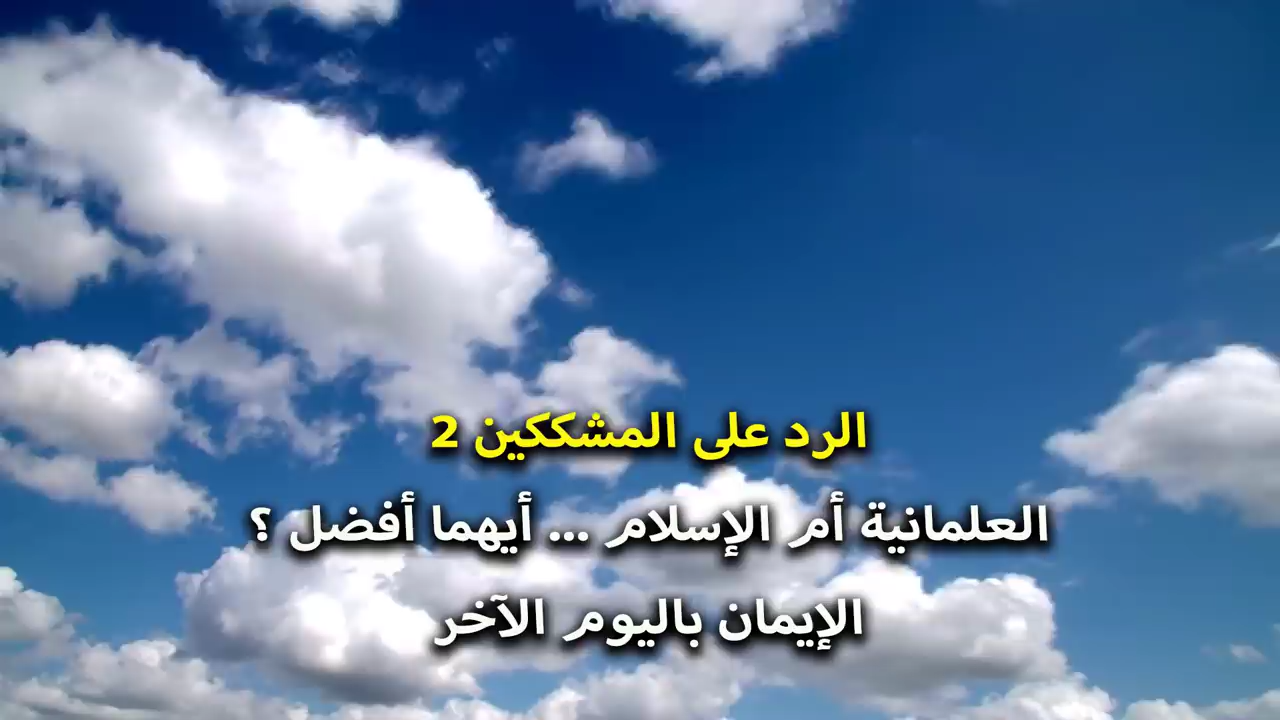 الرد على المشككين 2
العلمانية أم الإسلام ... أيهما أفضل ؟
الإيمان باليوم الآخر